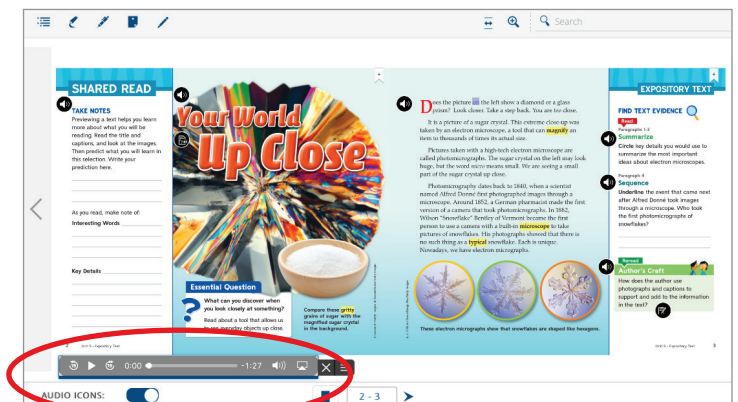 Search
SHARED READ
TAKE NOTES
Previewing a text helps you learn
more about what you will be
reading. Read the title and
captions, and look at the images.
Then predict what you will learn in
this selection. Write your
prediction here.
As you read, make note of:
Interesting Words
Key Details
Your World
Up Close
Essential Question
?
What can you discover when
you look closely at something?
Read about a tool that allows us
to see everyday objects up close.
Compare these gritty
grains of sugar with the
magnified sugar crystal
in the background.
Does the picture the left show a diamond or a glass
prism? Look closer. Take a step back. You are too close.
It is a picture of a sugar crystal. This extreme close-up was
taken by an electron microscope, a tool that can magnify an
item to thousands of times its actual size.
Pictures taken with a high-tech electron microscope are
called photomicrographs. The sugar crystal on the left may look
huge, but the word micro means small. We are seeing a small
part of the sugar crystal up close.
Photomicrography dates back to 1840, when a scientist
named Alfred Donné first photographed images through a
microscope. Around 1852, a German pharmacist made the first
version of a camera that took photomicrographs. In 1882,
Wilson "Snowflake" Bentley of Vermont became the first
person to use a camera with a built-in microscope to take
pictures of snowflakes. His photographs showed that there is
no such thing as a typical snowflake. Each is unique.
Nowadays, we have electron micrographs.
These electron micrographs show that snowflakes are shaped like hexagons.
EXPOSITORY TEXT
FIND TEXT EVIDENCE
Read
Paragraphs 1-3
Summarize
Circle key details you would use to
summarize the most important
ideas about electron microscopes.
Paragraph 4
Sequence
Underline the event that came next
after Alfred Donné took images
through a microscope. Who took
the first photomicrographs of
snowflakes?
Reread
Author's Craft
How does the author use
photographs and captions to
support and add to the information
in the text?
2 Unit 5 • Expository Text
Unit 5 • Expository Text 3
0:00 -1:27
AUDIO ICONS:
2 - 3